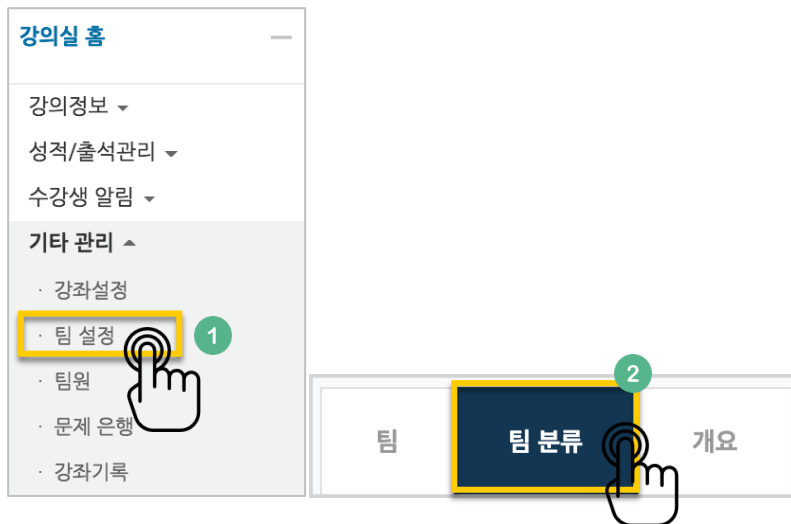 강의실 홈
강의정보
성적/출석관리
수강생 알림
기타 관리
· 강좌설정
· 팀 설정
1
· 팀원
· 문제 은행
· 강좌기록
2
팀
팀 분류
개요